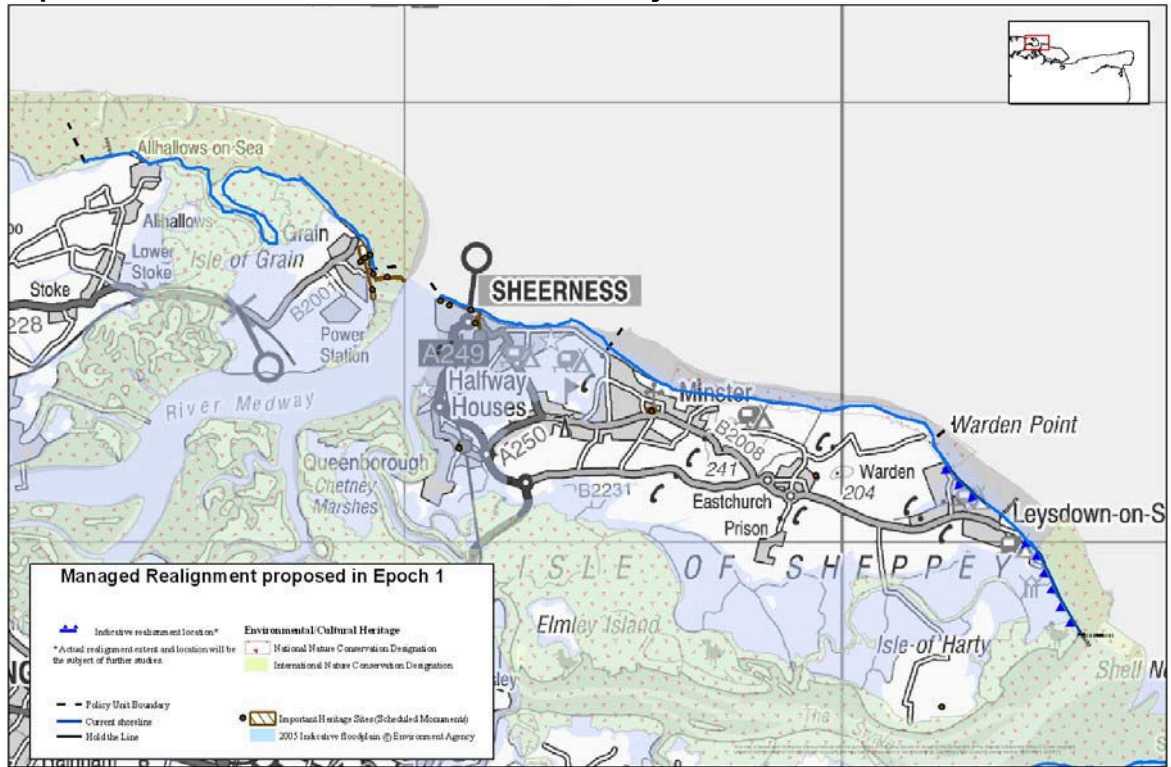 Allhallows-on-Sea
Allhallows
Lower
Stoke
Stoke
228
Isle of Grain
Grain
B2001
Power
Station
River Medway
SHEERNESS
A249
Halfway
Houses
Minster
A250
B2008
Queenborough
Chetney
Marshes
B2231
241
Eastchurch
Prison
Warden Point
Warden
204
Leysdown-on-S
ISLE OF SHEPPEY
Elmley Island
Isle of Harty
Shell N
The
Managed Realignment proposed in Epoch 1
Indicative realignment location*
*Actual realignment extent and location will be
the subject of further studies.
Policy Unit Boundary
Current shoreline
Hold the Line
Environmental/Cultural Heritage
National Nature Conservation Designation
International Nature Conservation Designation
Important Heritage Sites (Scheduled Monuments)
2005 Indicative floodplain © Environment Agency